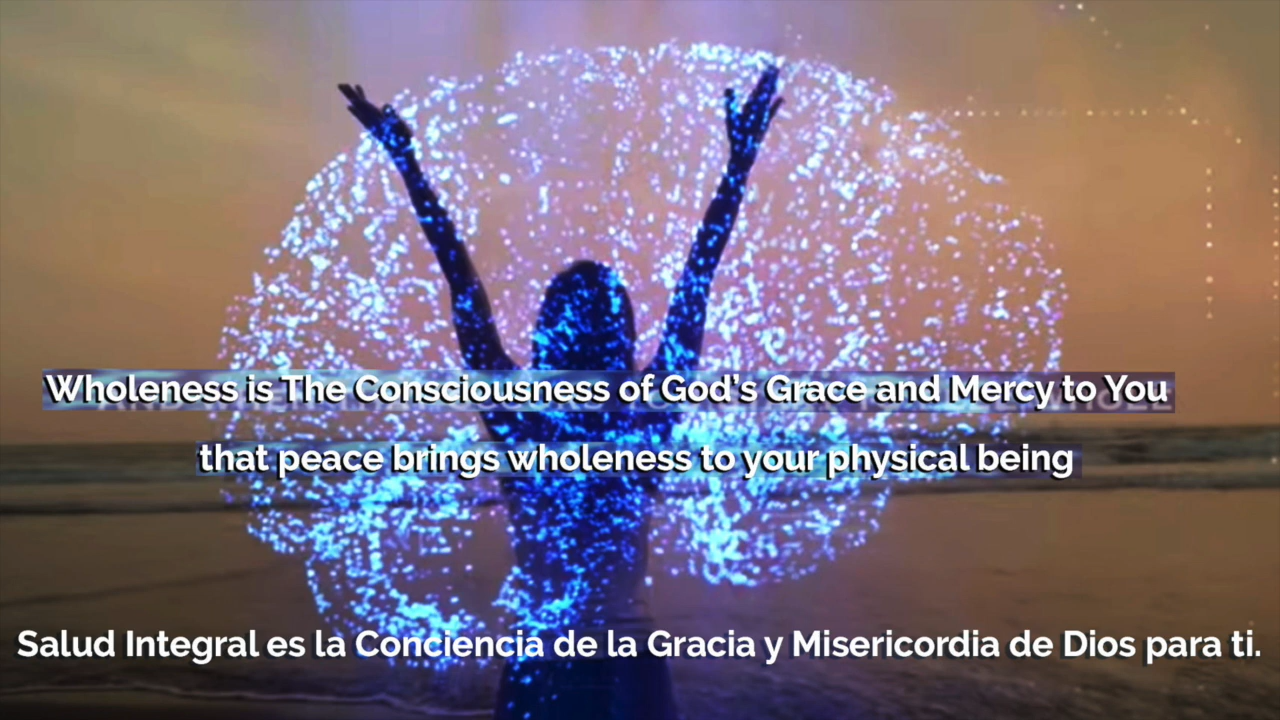 Wholeness is The Consciousness of God’s Grace and Mercy to You
that peace brings wholeness to your physical being
Salud Integral es la Conciencia de la Gracia y Misericordia de Dios para ti.